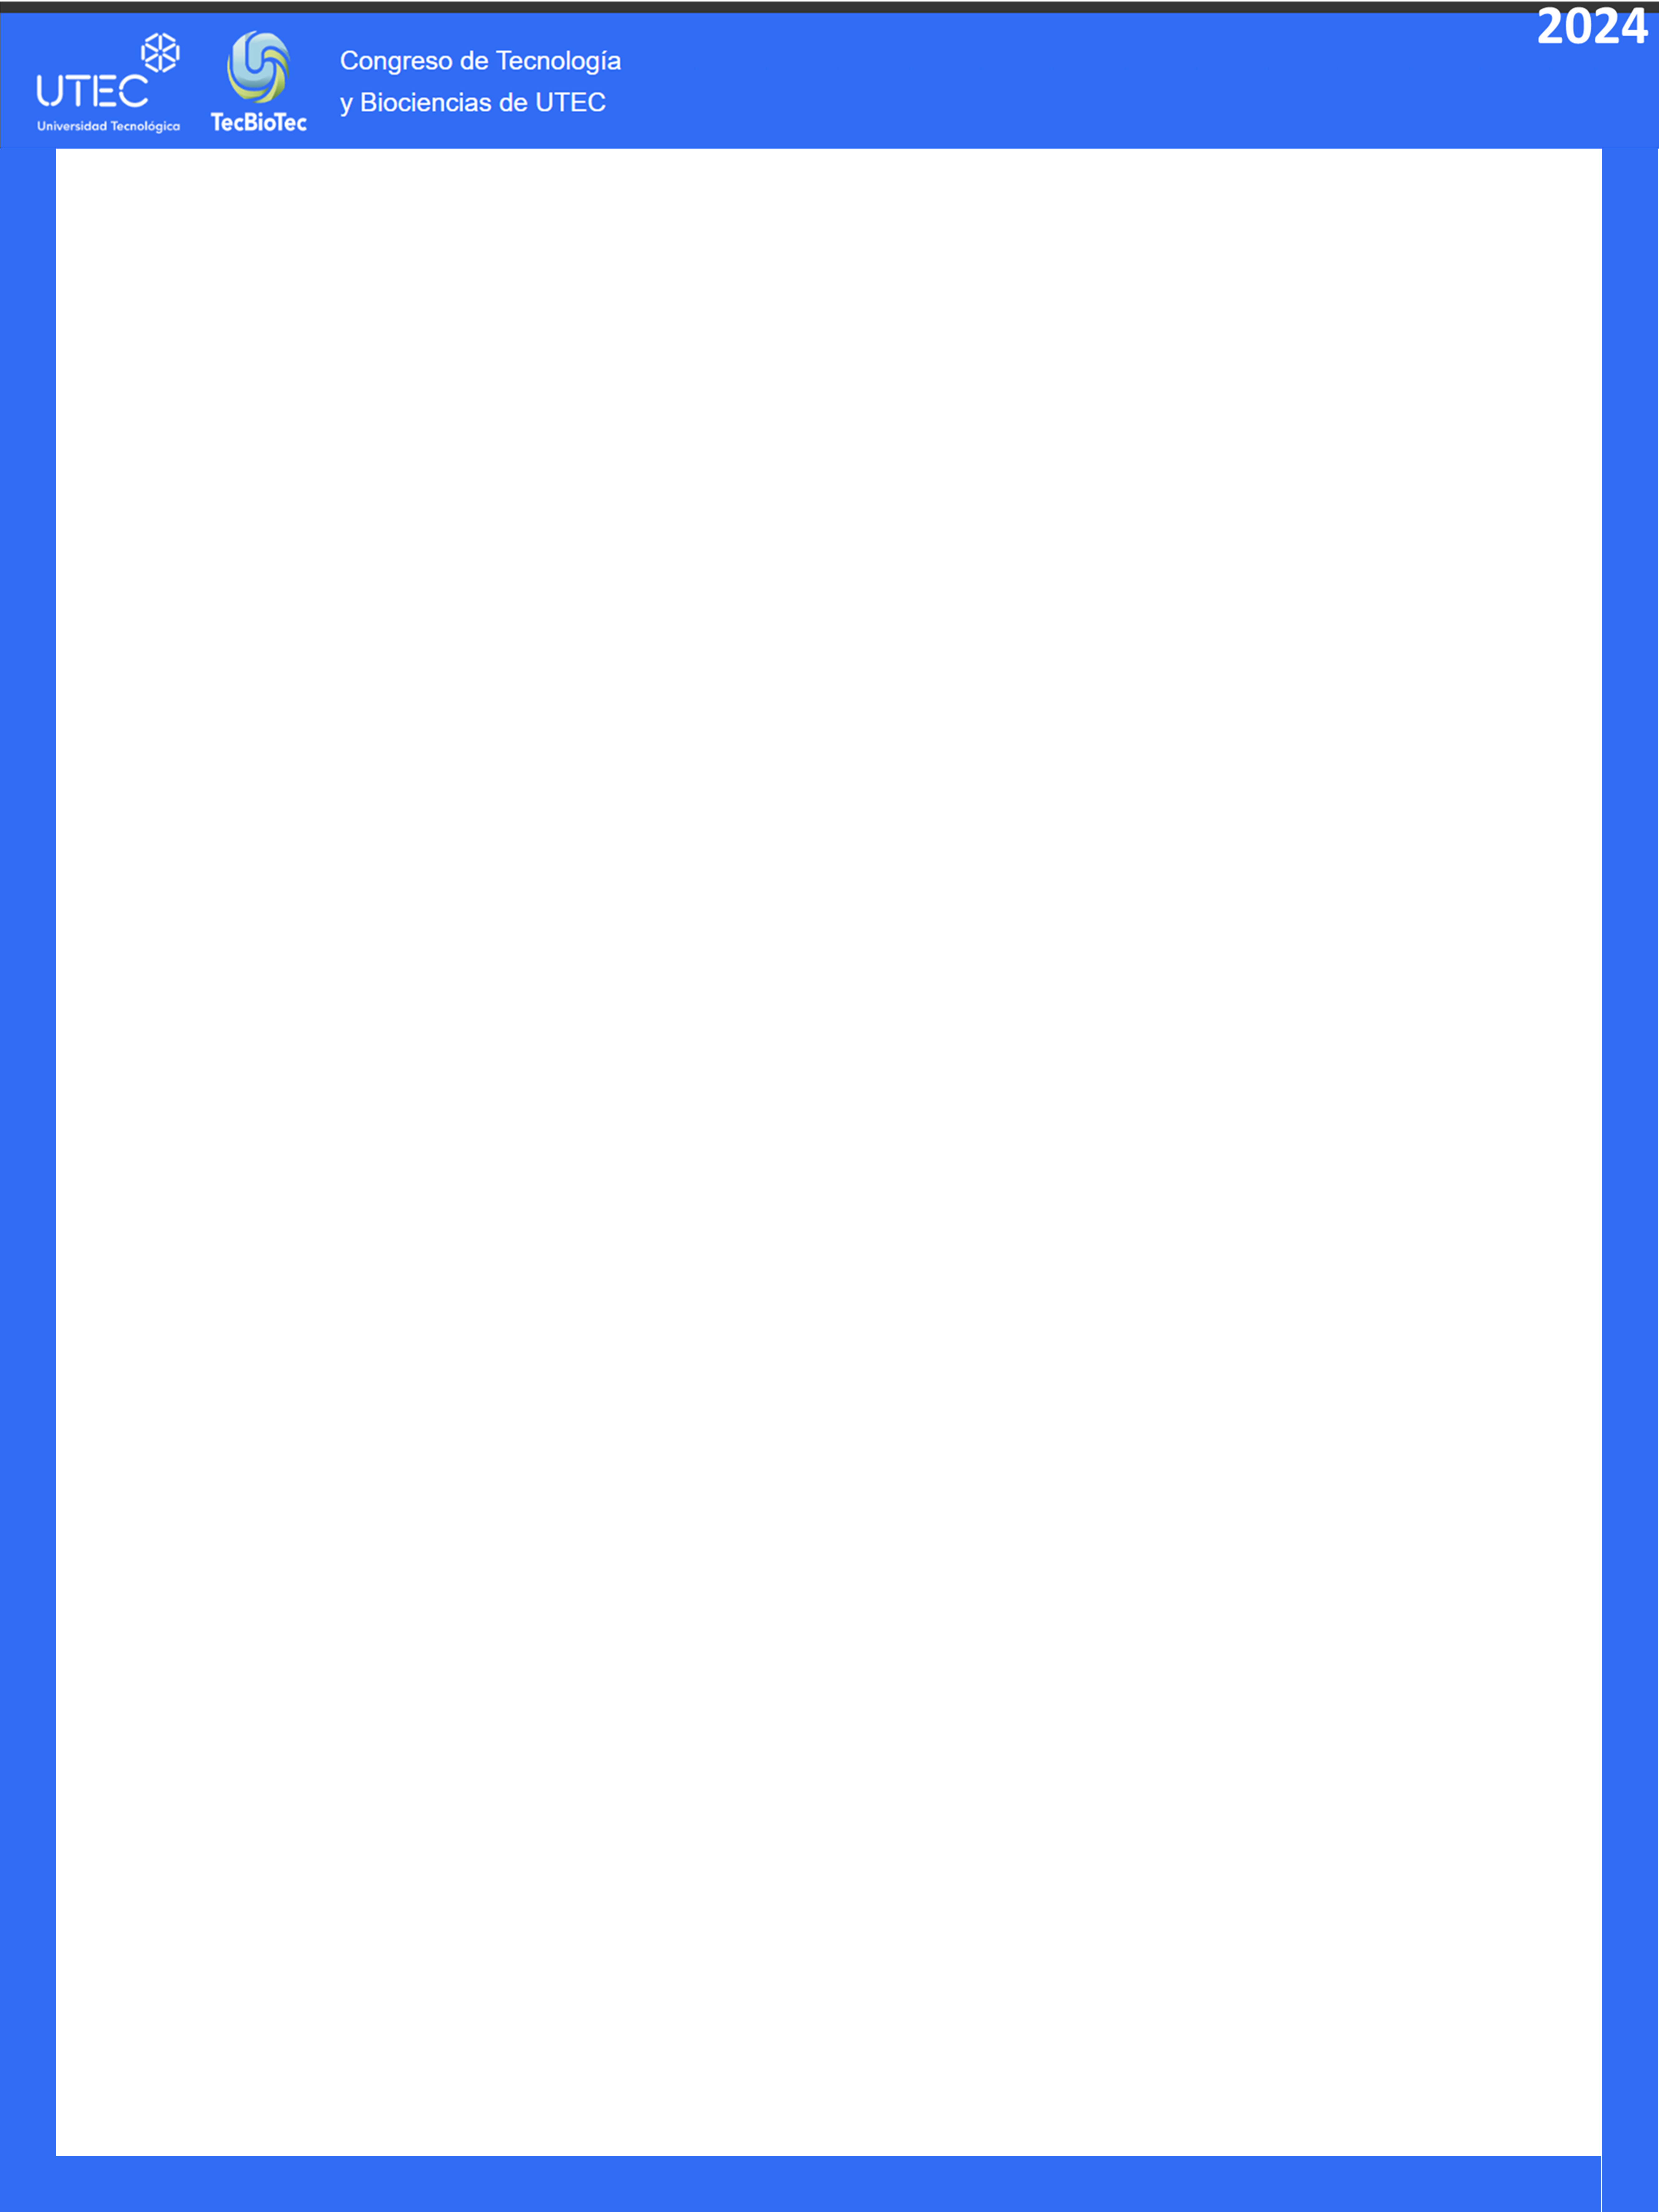 2024
UTEC
Universidad Tecnológica
TecBioTec
Congreso de Tecnología
y Biociencias de UTEC